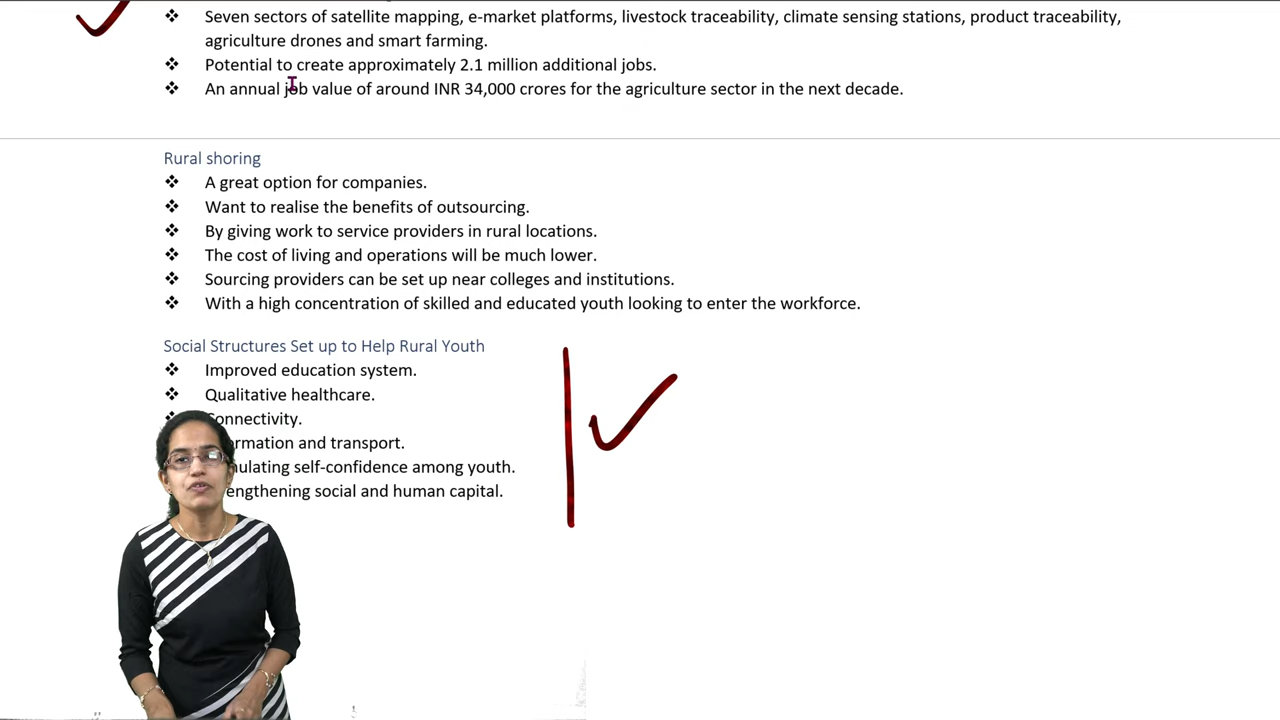 ❖ Seven sectors of satellite mapping, e-market platforms, livestock traceability, climate sensing stations, product traceability,
agriculture drones and smart farming.
❖ Potential to create approximately 2.1 million additional jobs.
❖ An annual job value of around INR 34,000 crores for the agriculture sector in the next decade.
Rural shoring
❖ A great option for companies.
❖ Want to realise the benefits of outsourcing.
❖ By giving work to service providers in rural locations.
❖ The cost of living and operations will be much lower.
❖ Sourcing providers can be set up near colleges and institutions.
❖ With a high concentration of skilled and educated youth looking to enter the workforce.
Social Structures Set up to Help Rural Youth
❖ Improved education system.
❖ Qualitative healthcare.
Connectivity.
and transport.
self-confidence among youth.
social and human capital.